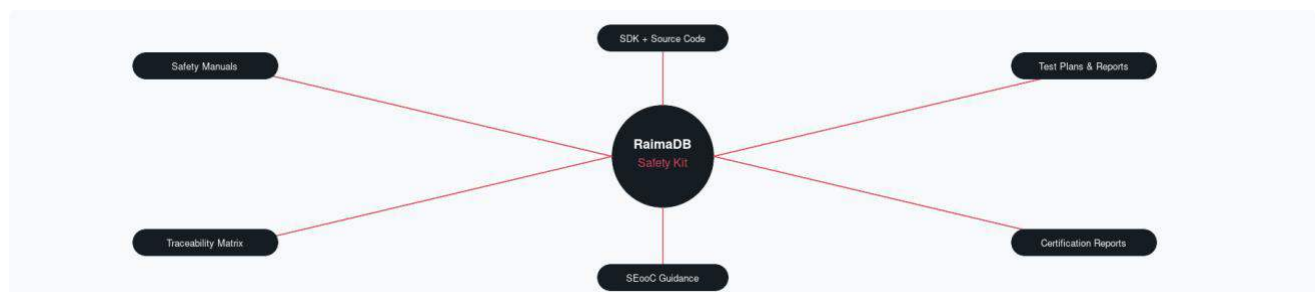 SDK + Source Code
Safety Manuals
Test Plans & Reports
RaimaDB
Safety Kit
Traceability Matrix
Certification Reports
SEooC Guidance